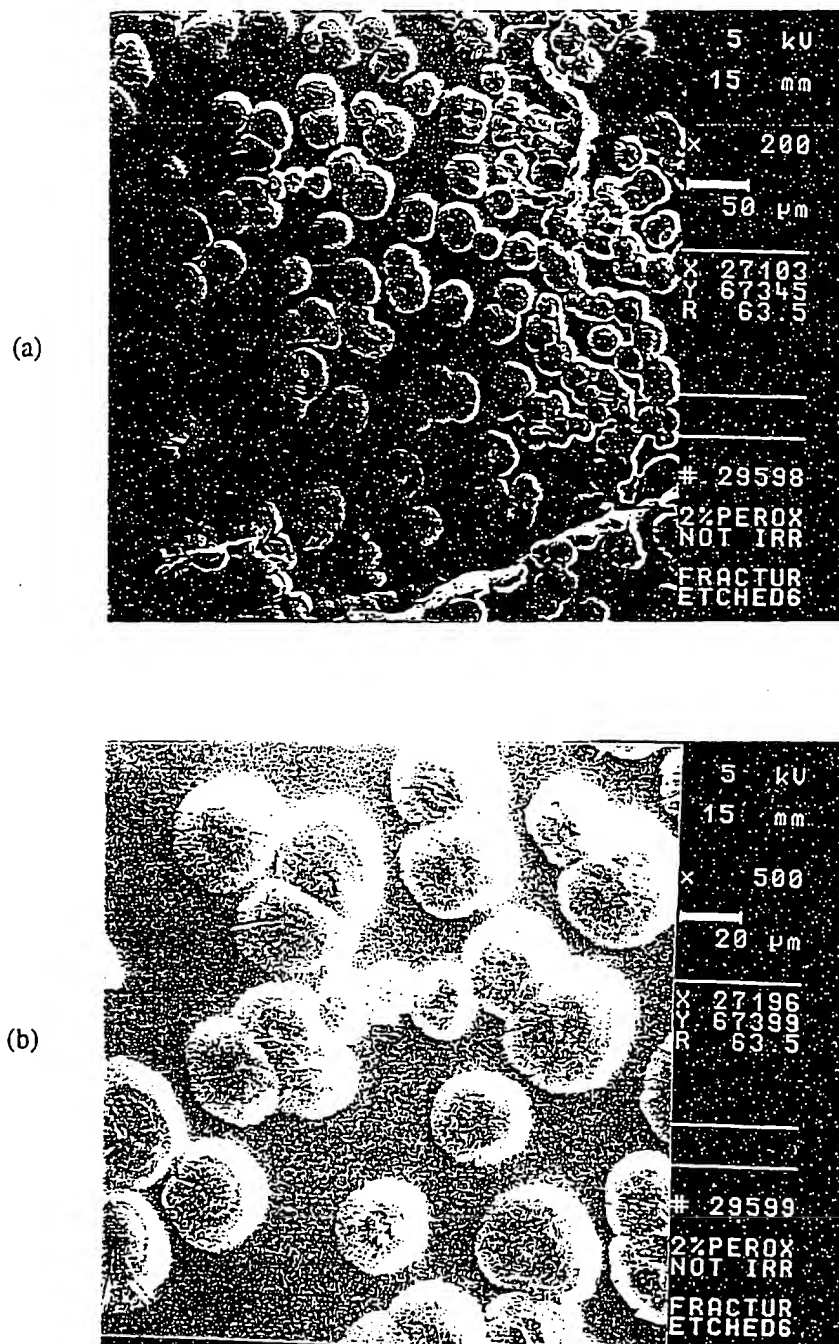 (a)
5 kV
15 mm
× 200
50 µm
X 27103
Y 67345
R 63.5
# 29598
2%PEROX
NOT IRR
FRACTUR
ETCHED6
(b)
5 kV
15 mm
× 500
20 µm
X 27196
Y 67399
R 63.5
# 29599
2%PEROX
NOT IRR
FRACTUR
ETCHED6